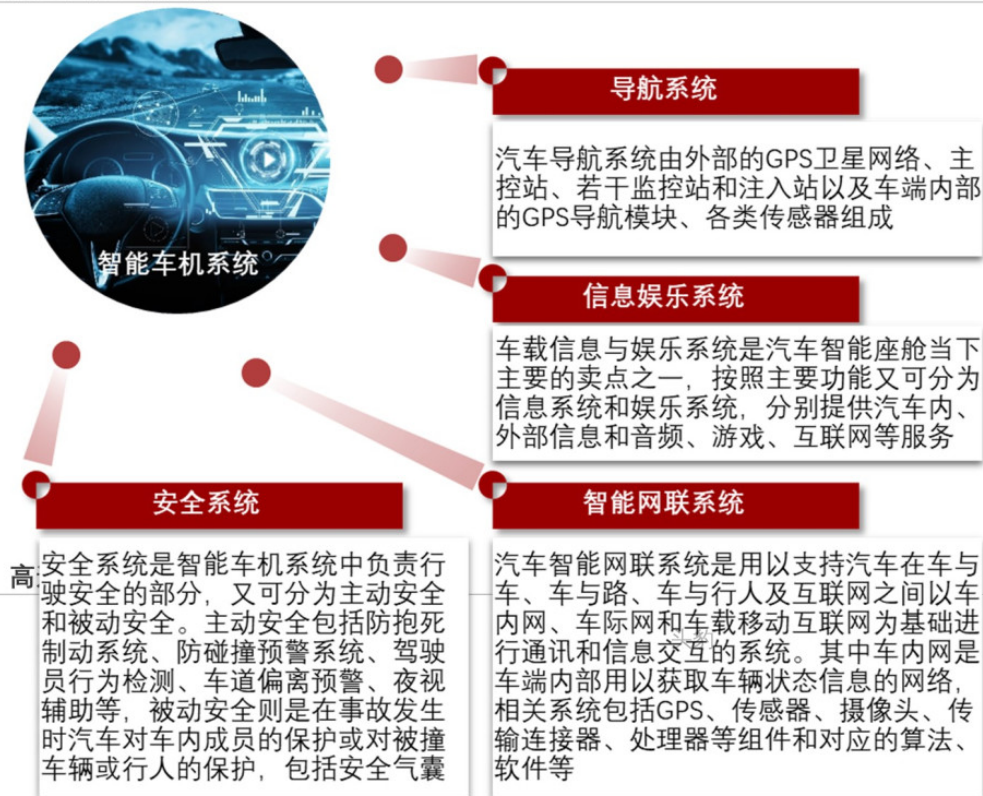 智能车机系统
导航系统
汽车导航系统由外部的GPS卫星网络、主
控站、若干监控站和注入站以及车端内部
的GPS导航模块、各类传感器组成
信息娱乐系统
车载信息与娱乐系统是汽车智能座舱当下
主要的卖点之一，按照主要功能又可分为
信息系统和娱乐系统，分别提供汽车内、
外部信息和音频、游戏、互联网等服务
安全系统
高
安全系统是智能车机系统中负责行
驶安全的部分，又可分为主动安全
和被动安全。主动安全包括防抱死
制动系统、防碰撞预警系统、驾驶
员行为检测、车道偏离预警、夜视
辅助等，被动安全则是在事故发生
时汽车对车内成员的保护或对被撞
车辆或行人的保护，包括安全气囊
智能网联系统
汽车智能网联系统是用以支持汽车在车与
车、车与路、车与行人及互联网之间以车
内网、车际网和车载移动互联网为基础进
行通讯和信息交互的系统。其中车内网是
车端内部用以获取车辆状态信息的网络，
相关系统包括GPS、传感器、摄像头、传
输连接器、处理器等组件和对应的算法、
软件等
头豹